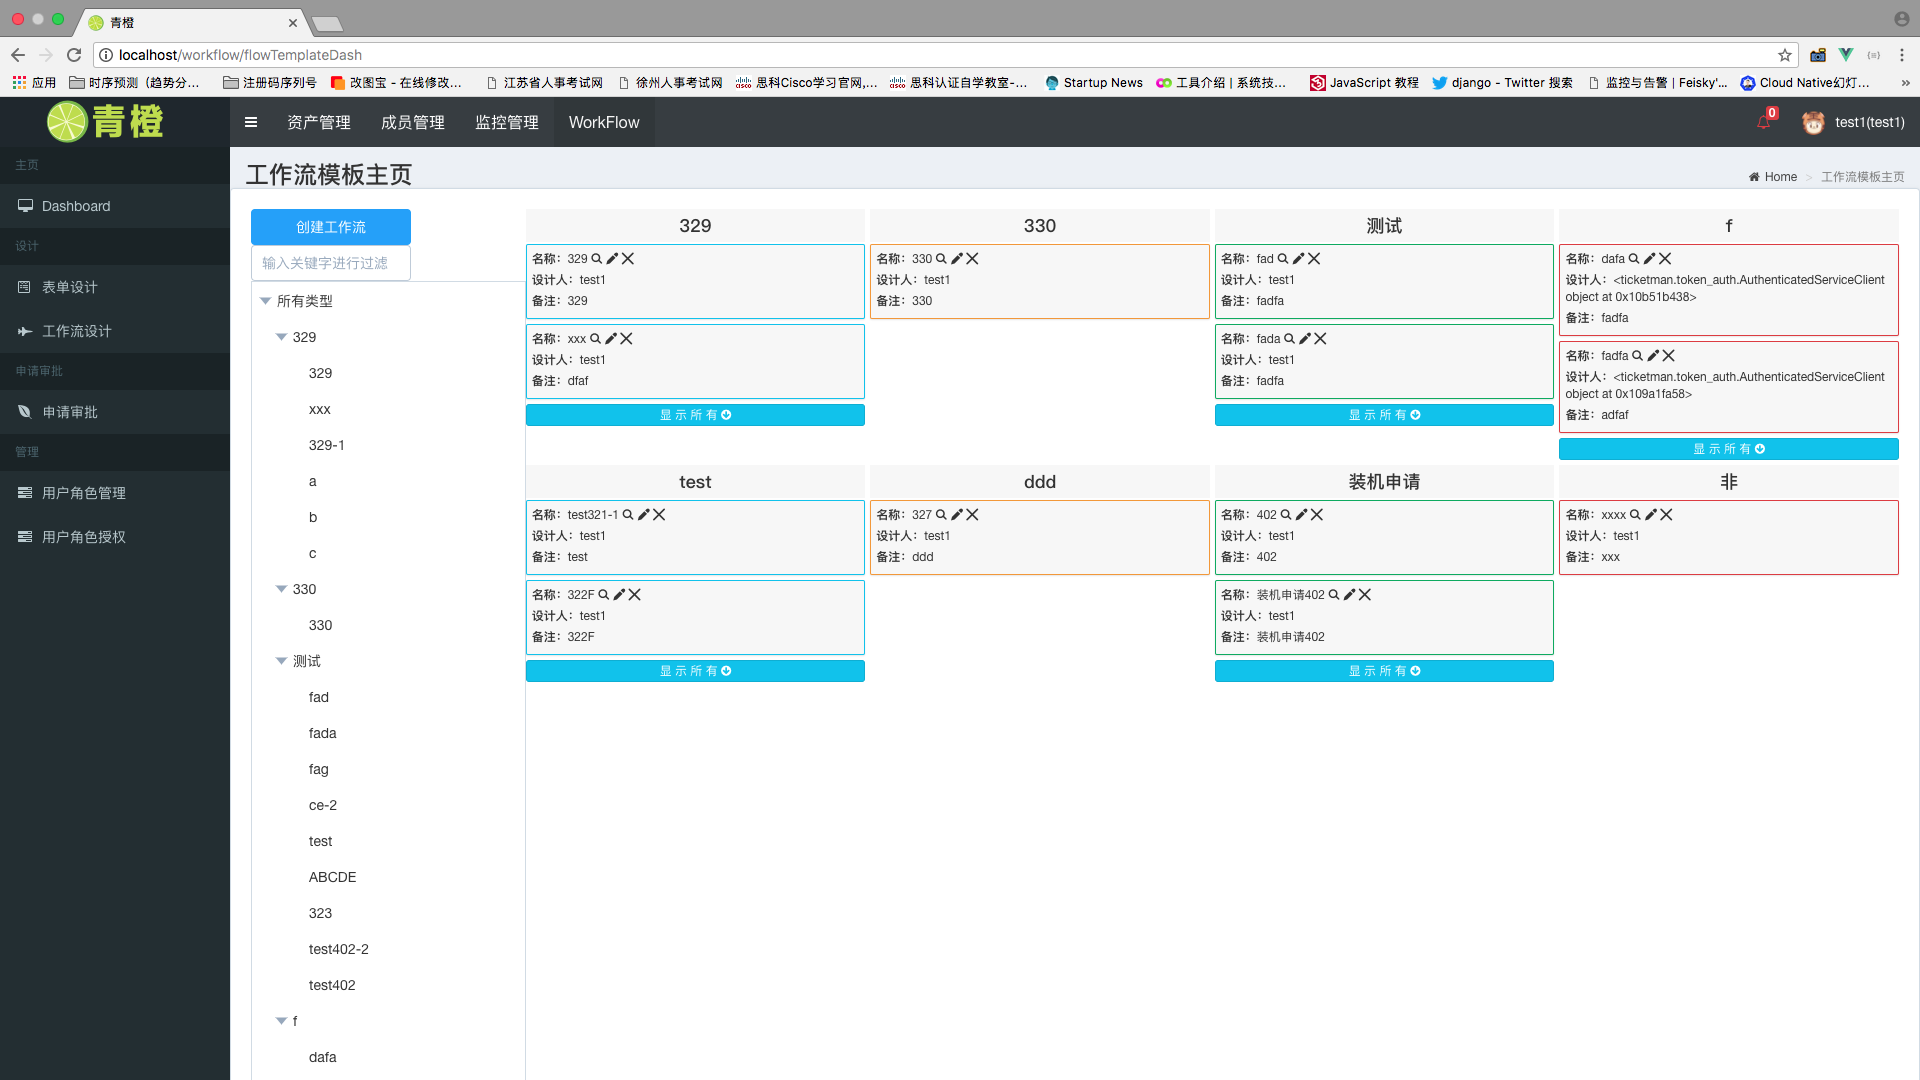 青橙
localhost/workflow/flowTemplateDash
应用
时序预测（趋势分...
注册码序列号
改图宝 - 在线修改...
江苏省人事考试网
徐州人事考试网
思科Cisco学习官网,...
思科认证自学教室-...
Startup News
工具介绍 | 系统技...
JavaScript 教程
django - Twitter 搜索
监控与告警 | Feisky'...
Cloud Native幻灯...
»
青橙
资产管理
成员管理
监控管理
WorkFlow
0
test1(test1)
主页
Dashboard
设计
表单设计
工作流设计
申请审批
申请审批
管理
用户角色管理
用户角色授权
工作流模板主页
Home > 工作流模板主页
创建工作流
输入关键字进行过滤
所有类型
329
329
xxx
329-1
a
b
c
330
330
测试
fad
fada
fag
ce-2
test
ABCDE
323
test402-2
test402
f
dafa
329
名称：329
设计人：test1
备注：329
名称：xxx
设计人：test1
备注：dfaf
显 示 所 有
330
名称：330
设计人：test1
备注：330
测试
名称：fad
设计人：test1
备注：fadfa
名称：fada
设计人：test1
备注：fadfa
显 示 所 有
f
名称：dafa
设计人：<ticketman.token_auth.AuthenticatedServiceClient
object at 0x10b51b438>
备注：fadfa
名称：fadfa
设计人：<ticketman.token_auth.AuthenticatedServiceClient
object at 0x109a1fa58>
备注：adfaf
显 示 所 有
test
名称：test321-1
设计人：test1
备注：test
名称：322F
设计人：test1
备注：322F
显 示 所 有
ddd
名称：327
设计人：test1
备注：ddd
装机申请
名称：402
设计人：test1
备注：402
名称：装机申请402
设计人：test1
备注：装机申请402
显 示 所 有
非
名称：xxxx
设计人：test1
备注：xxx